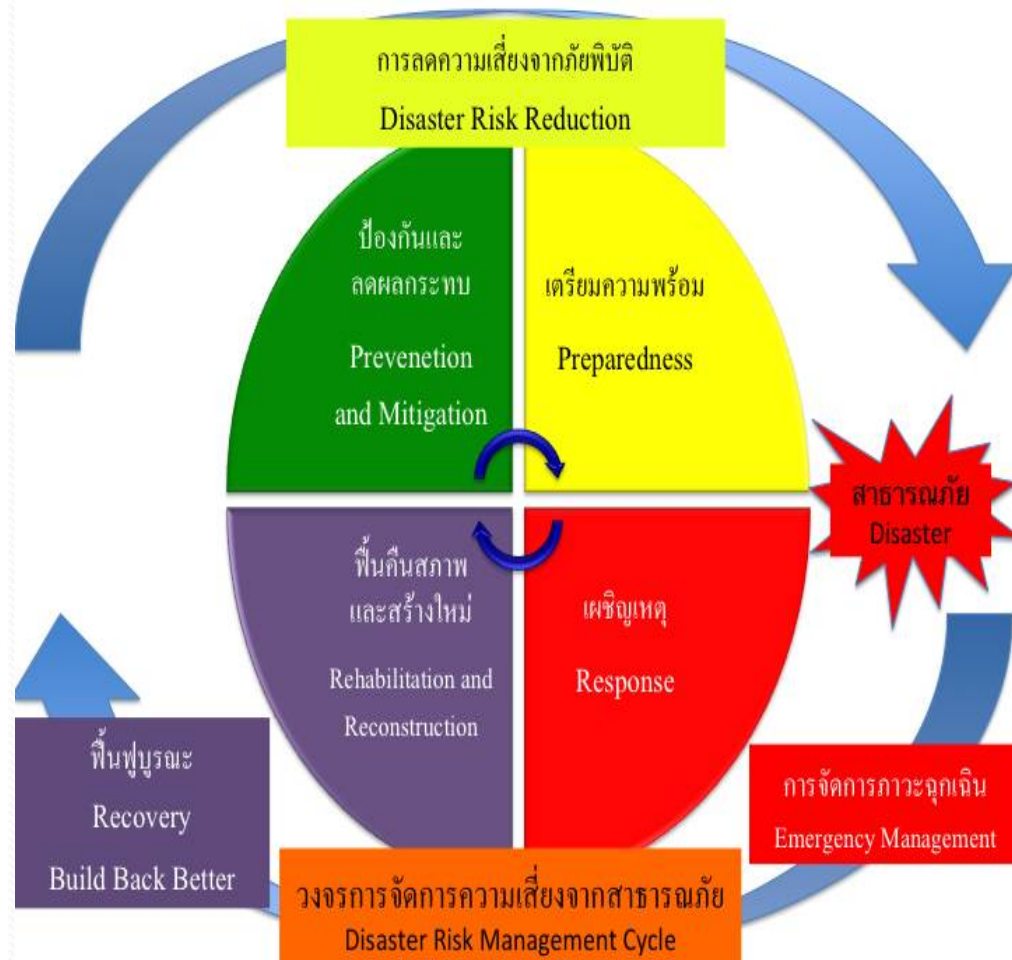 การลดความเสี่ยงจากภัยพิบัติ
Disaster Risk Reduction
ป้องกันและ
ลดผลกระทบ
Prevenetion
and Mitigation
เตรียมความพร้อม
Preparedness
สาธารณภัย
Disaster
ฟื้นคืนสภาพ
และสร้างใหม่
Rehabilitation and
Reconstruction
เผชิญเหตุ
Response
ฟื้นฟูบูรณะ
Recovery
Build Back Better
การจัดการภาวะฉุกเฉิน
Emergency Management
วงจรการจัดการความเสี่ยงจากสาธารณภัย
Disaster Risk Management Cycle